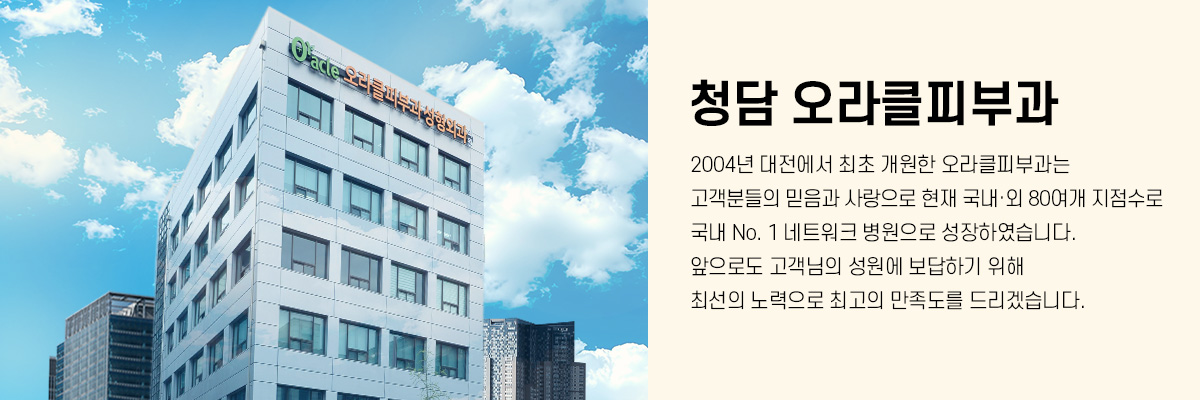 Oracle 오라클피부과·성형외과
청담 오라클피부과
2004년 대전에서 최초 개원한 오라클피부과는
고객분들의 믿음과 사랑으로 현재 국내·외 80여개 지점수로
국내 No. 1 네트워크 병원으로 성장하였습니다.
앞으로도 고객님의 성원에 보답하기 위해
최선의 노력으로 최고의 만족도를 드리겠습니다.